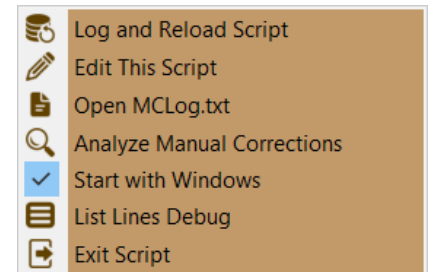 Log and Reload Script
Edit This Script
Open MCLog.txt
Analyze Manual Corrections
Start with Windows
List Lines Debug
Exit Script